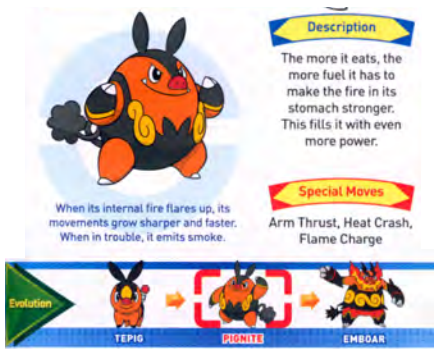 Description
The more it eats, the
more fuel it has to
make the fire in its
stomach stronger.
This fills it with even
more power.
When its internal fire flares up, its
movements grow sharper and faster.
When in trouble, it emits smoke.
Special Moves
Arm Thrust, Heat Crash,
Flame Charge
Evolution
TEPIG
PIGNITE
EMBOAR